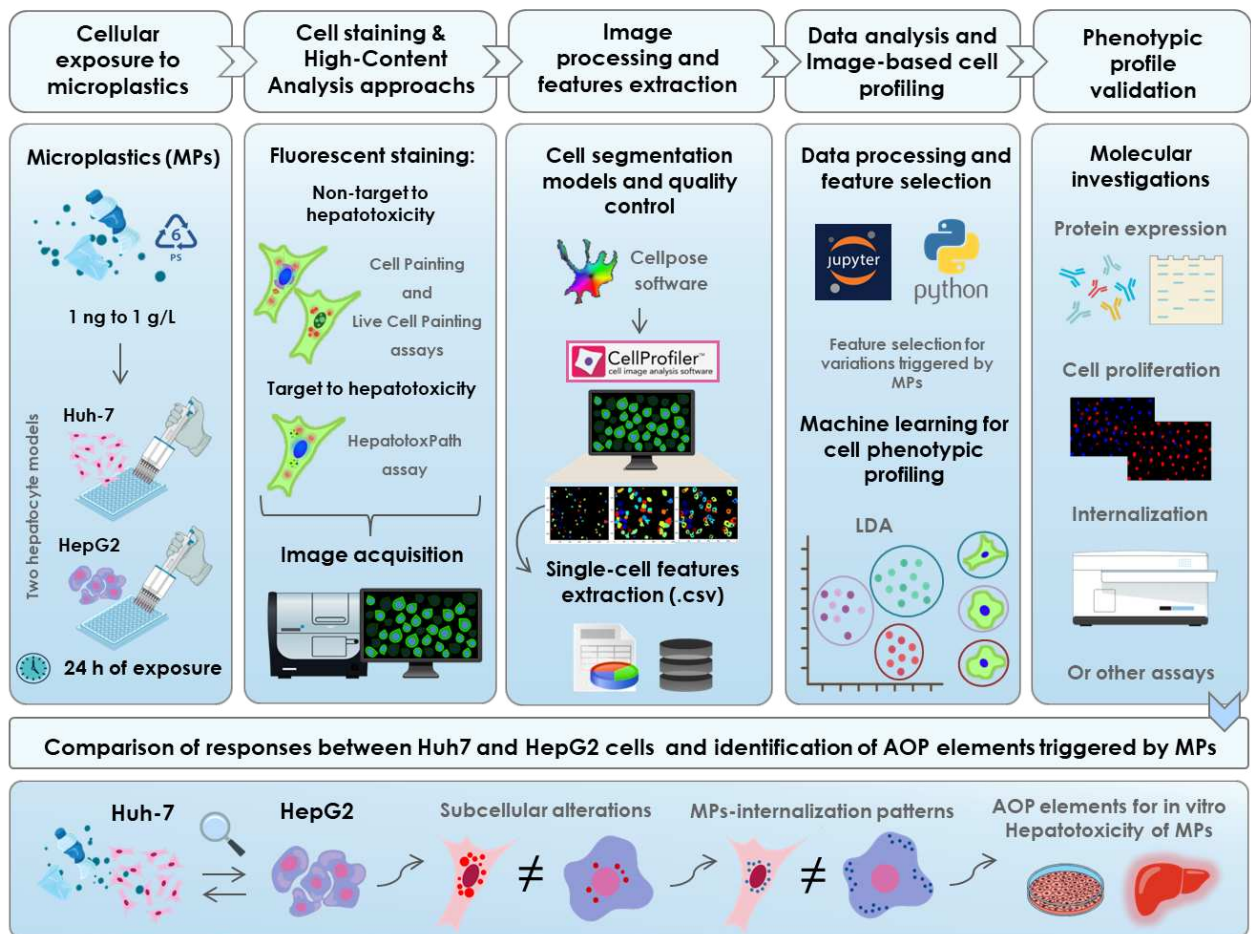 Cellular
exposure to
microplastics
Cell staining &
High-Content
Analysis approachs
Image
processing and
features extraction
Data analysis and
Image-based cell
profiling
Phenotypic
profile
validation
Microplastics (MPs)
6
PS
1 ng to 1 g/L
Two hepatocyte models
Huh-7
HepG2
24 h of exposure
Fluorescent staining:
Non-target to
hepatotoxicity
Cell Painting
and
Live Cell Painting
assays
Target to hepatotoxicity
HepatotoxPath
assay
Image acquisition
Cell segmentation
models and quality
control
Cellpose
software
CellProfiler™
cell image analysis software
Single-cell features
extraction (.csv)
Data processing and
feature selection
jupyter
python
Feature selection for
variations triggered by
MPs
Machine learning for
cell phenotypic
profiling
LDA
Molecular
investigations
Protein expression
Cell proliferation
Internalization
Or other assays
Comparison of responses between Huh7 and HepG2 cells and identification of AOP elements triggered by MPs
Huh-7
HepG2
Subcellular alterations
≠
MPs-internalization patterns
≠
AOP elements for in vitro
Hepatotoxicity of MPs